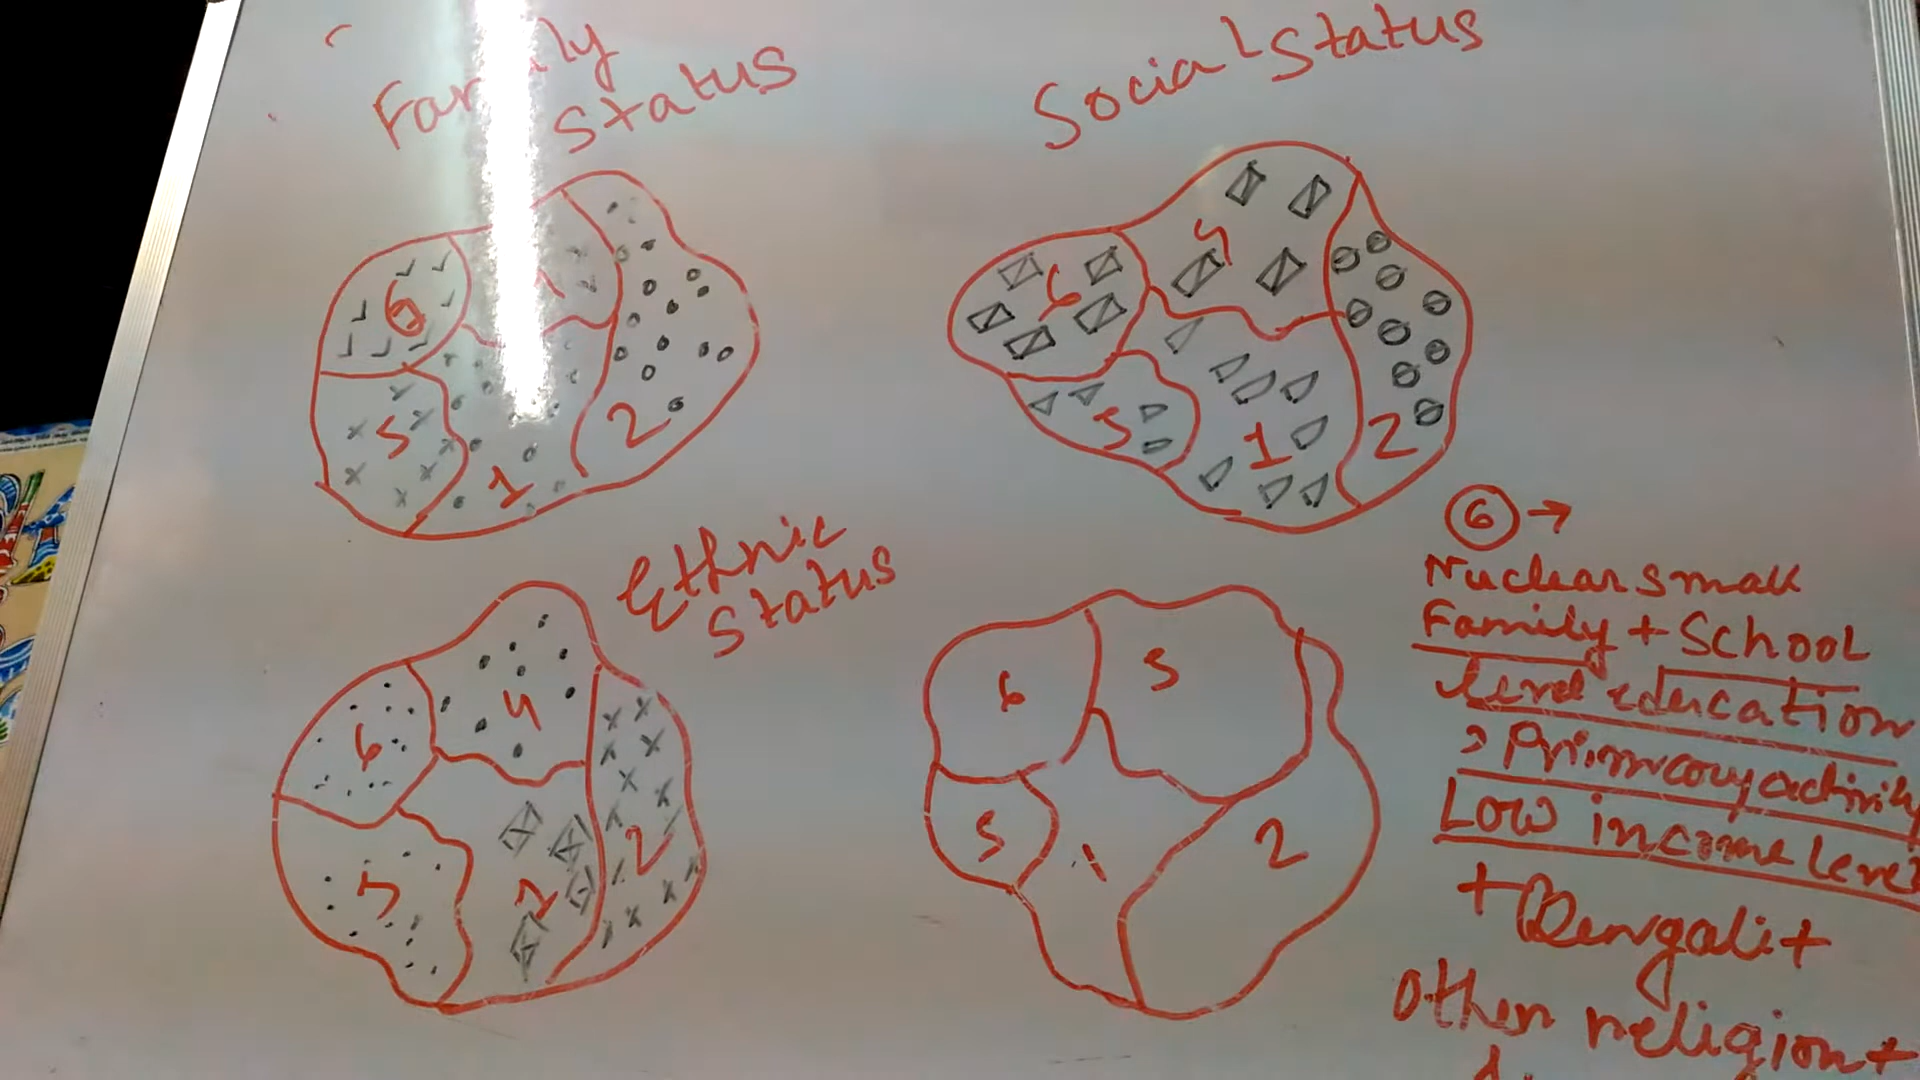 Family
Status
Social Status
6
1
5
1
2
6
4
5
1
2
Ethnic
Status
6
4
5
1
2
6
5
5
1
2
6 →
Nuclear small
Family + School
level education
, Primary activity
Low income level
+ Bengali +
Other religion +